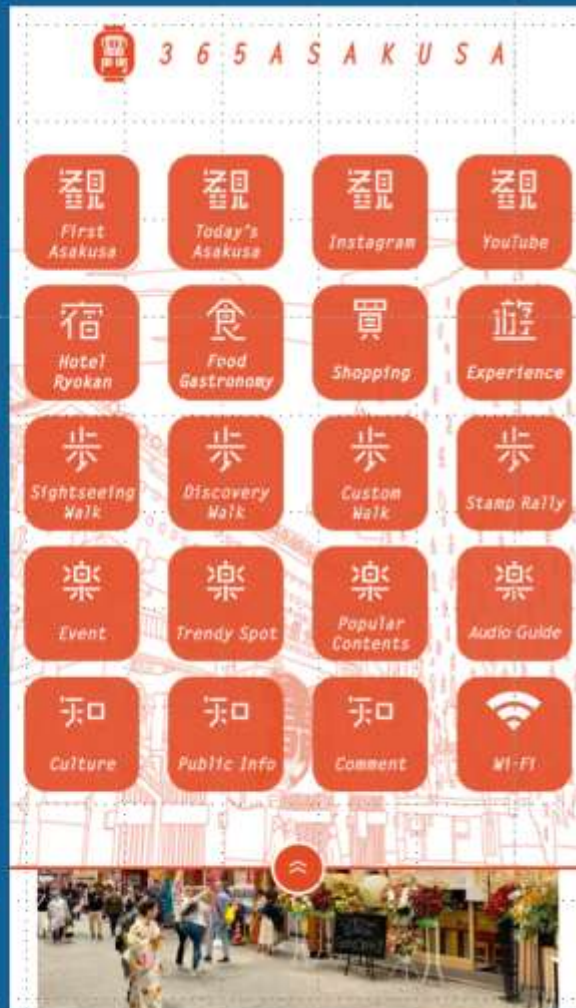 365ASAKUSA
観 観 観 観
First Asakusa
Today's Asakusa
Instagram
YouTube
宿 食 買 遊
Hotel Ryokan
Food Gastronomy
Shopping
Experience
歩 歩 歩 歩
Sightseeing Walk
Discovery Walk
Custom Walk
Stamp Rally
楽 楽 楽 楽
Event
Trendy Spot
Popular Contents
Audio Guide
知 知 知
Culture
Public Info
Comment
Wi-Fi